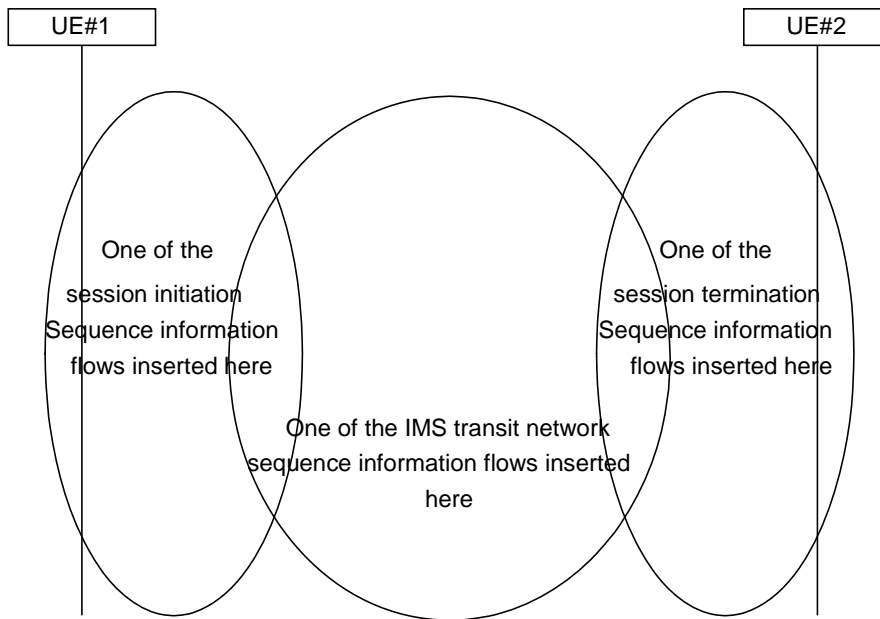 UE#1
UE#2
One of the
session initiation
Sequence information
flows inserted here
One of the IMS transit network
sequence information flows inserted
here
One of the
session termination
Sequence information
flows inserted here